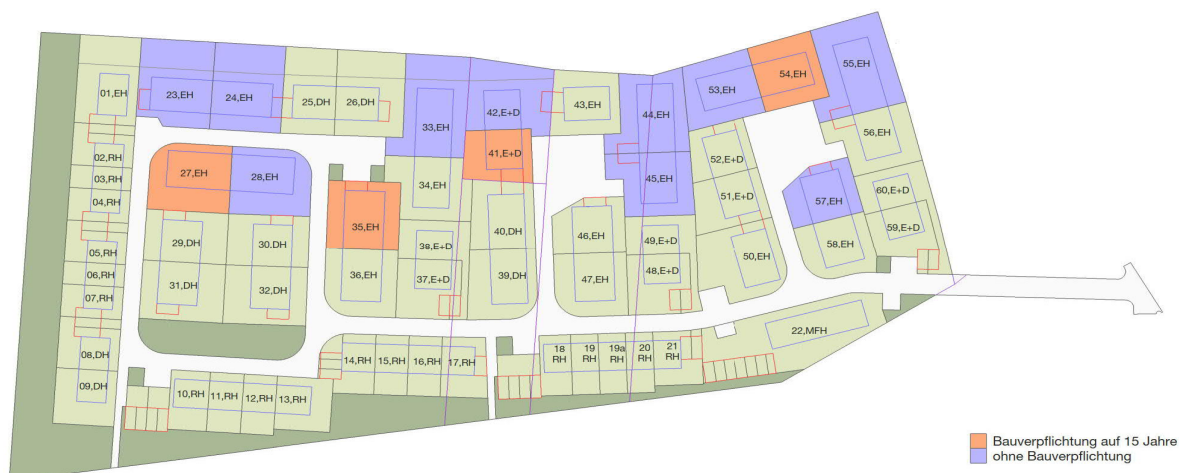 01,EH
02,RH
03,RH
04,RH
05,RH
06,RH
07,RH
08,DH
09,DH
10,RH
11,RH
12,RH
13,RH
14,RH
15,RH
16,RH
17,RH
18
RH
19
RH
19a
RH
20
RH
21
RH
22,MFH
23,EH
24,EH
25,DH
26,DH
27,EH
28,EH
29,DH
30,DH
31,DH
32,DH
33,EH
34,EH
35,EH
36,EH
37,E+D
38,E+D
39,DH
40,DH
41,E+D
42,E+D
43,EH
44,EH
45,EH
46,EH
47,EH
48,E+D
49,E+D
50,EH
51,E+D
52,E+D
53,EH
54,EH
55,EH
56,EH
57,EH
58,EH
59,E+D
60,E+D
Bauverpflichtung auf 15 Jahre
ohne Bauverpflichtung